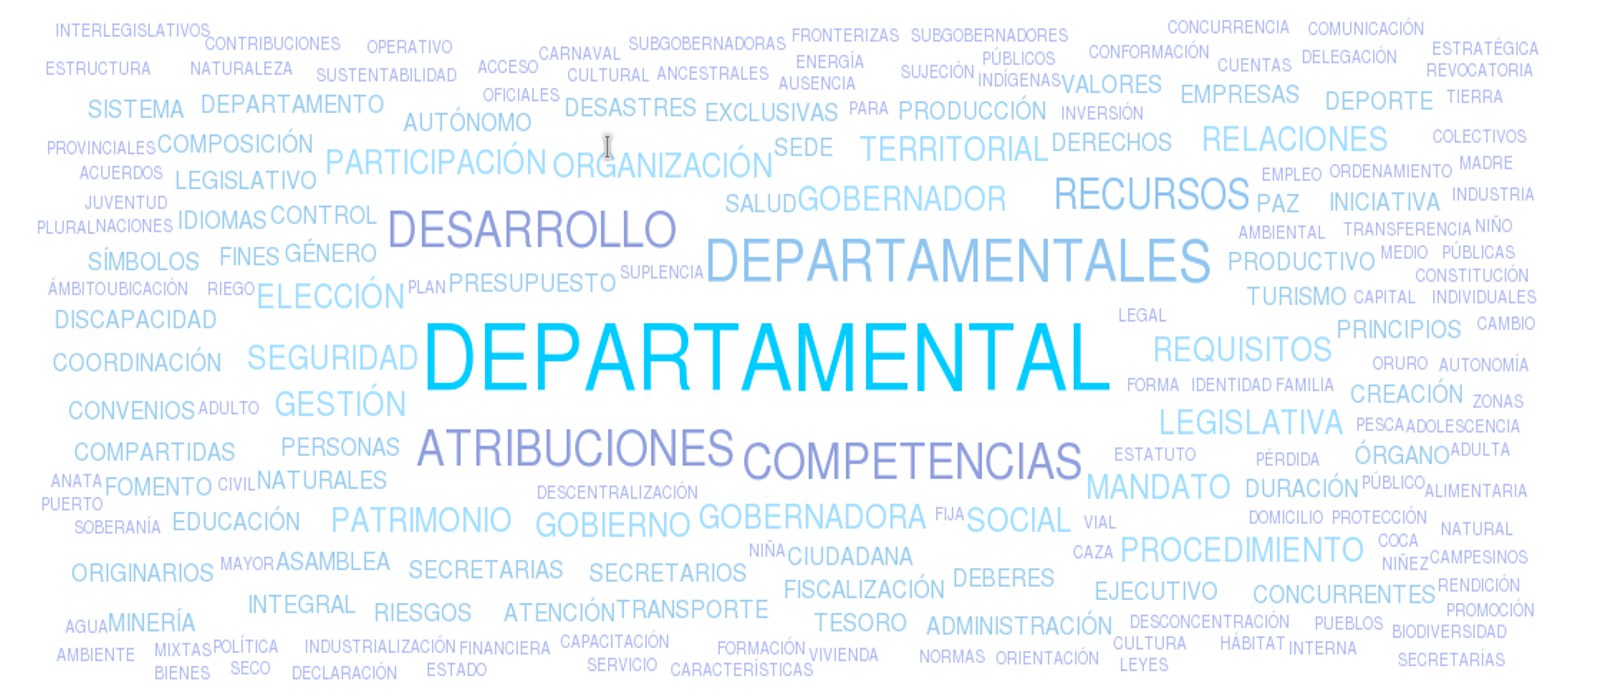 INTERLEGISLATIVOS CONTRIBUCIONES OPERATIVO CARNAVAL SUBGOBERNADORAS FRONTERIZAS SUBGOBERNADORES CONCURRENCIA COMUNICACIÓN
ESTRUCTURA NATURALEZA SUSTENTABILIDAD ACCESO CULTURAL ANCESTRALES ENERGÍA PÚBLICOS CONFORMACIÓN CUENTAS DELEGACIÓN ESTRATÉGICA
OFICIALES AUSENCIA SUJECIÓN INDÍGENAS VALORES REVOCATORIA
SISTEMA DEPARTAMENTO DESASTRES EXCLUSIVAS PARA PRODUCCIÓN INVERSIÓN EMPRESAS DEPORTE TIERRA
AUTÓNOMO
PROVINCIALES COMPOSICIÓN SEDE TERRITORIAL DERECHOS RELACIONES COLECTIVOS
ACUERDOS PARTICIPACIÓN ORGANIZACIÓN EMPLEO ORDENAMIENTO MADRE
LEGISLATIVO
JUVENTUD SALUD GOBERNADOR RECURSOS PAZ INICIATIVA INDUSTRIA
PLURAL NACIONES IDIOMAS CONTROL DESARROLLO AMBIENTAL TRANSFERENCIA NIÑO
SÍMBOLOS FINES GÉNERO DEPARTAMENTALES PRODUCTIVO MEDIO PÚBLICAS
SUPLENCIA CONSTITUCIÓN
ÁMBITO UBICACIÓN RIEGO ELECCIÓN PLAN PRESUPUESTO TURISMO CAPITAL INDIVIDUALES
DISCAPACIDAD LEGAL PRINCIPIOS CAMBIO
COORDINACIÓN SEGURIDAD DEPARTAMENTAL REQUISITOS ORURO AUTONOMÍA
FORMA IDENTIDAD FAMILIA CREACIÓN ZONAS
CONVENIOS ADULTO GESTIÓN LEGISLATIVA PESCA ADOLESCENCIA
COMPARTIDAS PERSONAS ATRIBUCIONES COMPETENCIAS ESTATUTO PÉRDIDA ÓRGANO ADULTA
ANATA FOMENTO CIVIL NATURALES MANDATO DURACIÓN PÚBLICO ALIMENTARIA
PUERTO DESCENTRALIZACIÓN
SOBERANÍA EDUCACIÓN PATRIMONIO GOBIERNO GOBERNADORA FIJA SOCIAL VIAL DOMICILIO PROTECCIÓN NATURAL
ORIGINARIOS MAYOR ASAMBLEA SECRETARIAS SECRETARIOS NIÑA CIUDADANA CAZA PROCEDIMIENTO COCA NIÑEZ CAMPESINOS
FISCALIZACIÓN DEBERES EJECUTIVO CONCURRENTES RENDICIÓN
INTEGRAL RIESGOS ATENCIÓN TRANSPORTE PROMOCIÓN
AGUA MINERÍA TESORO ADMINISTRACIÓN DESCONCENTRACIÓN PUEBLOS BIODIVERSIDAD
AMBIENTE MIXTAS POLÍTICA INDUSTRIALIZACIÓN FINANCIERA CAPACITACIÓN FORMACIÓN VIVIENDA NORMAS ORIENTACIÓN CULTURA HÁBITAT INTERNA
BIENES SECO DECLARACIÓN ESTADO SERVICIO CARACTERÍSTICAS LEYES SECRETARÍAS